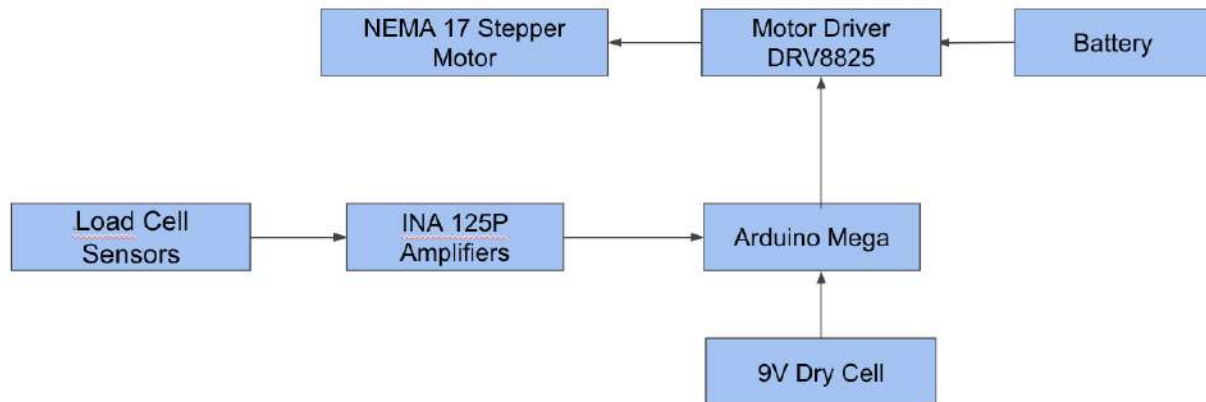 NEMA 17 Stepper
Motor
Motor Driver
DRV8825
Battery
Load Cell
Sensors
INA 125P
Amplifiers
Arduino Mega
9V Dry Cell